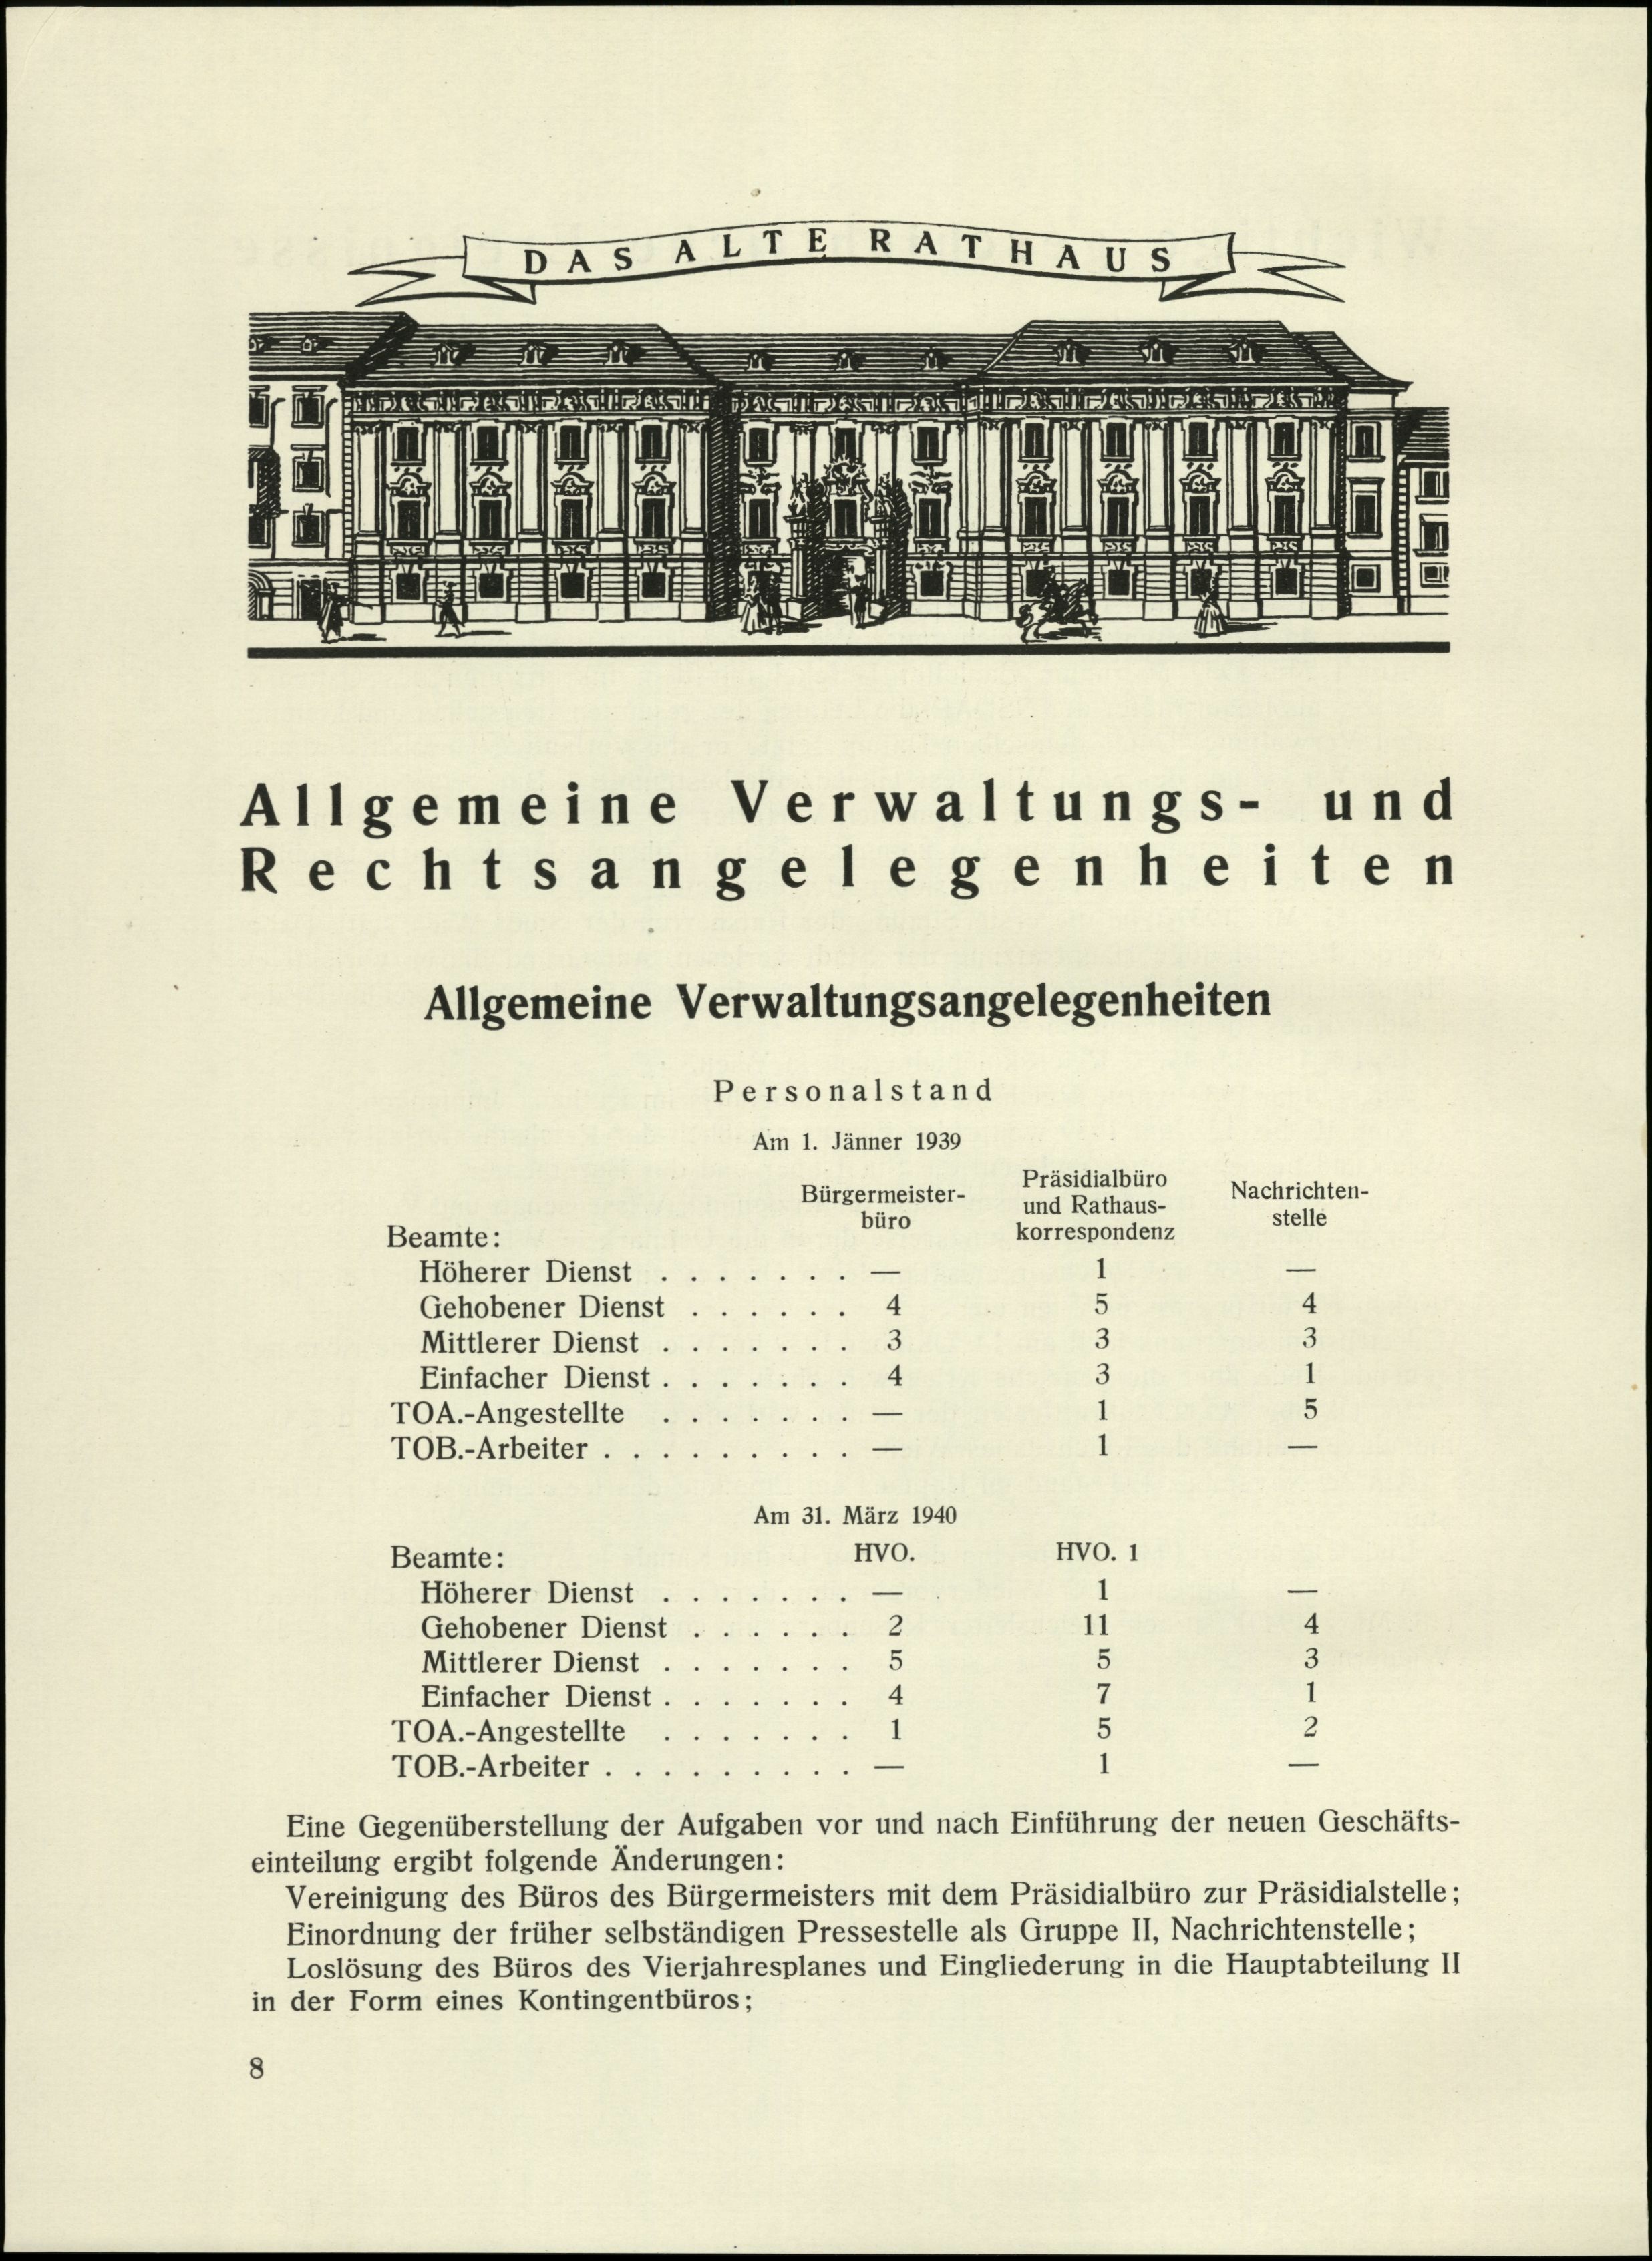 DAS ALTE RATHAUS
Allgemeine Verwaltungs- und
Rechtsangelegenheiten
Allgemeine Verwaltungsangelegenheiten
Personalstand
Am 1. Jänner 1939
Beamte: Bürgermeister-büro Präsidialbüro und Rathaus-korrespondenz Nachrichten-stelle
Höherer Dienst . . . . . . . — 1 —
Gehobener Dienst . . . . . . 4 5 4
Mittlerer Dienst . . . . . . . 3 3 3
Einfacher Dienst . . . . . . . 4 3 1
TOA.-Angestellte . . . . . . . — 1 5
TOB.-Arbeiter . . . . . . . . . — 1 —
Am 31. März 1940
Beamte: HVO. HVO. 1
Höherer Dienst . . . . . . . — 1 —
Gehobener Dienst . . . . . . 2 11 4
Mittlerer Dienst . . . . . . . 5 5 3
Einfacher Dienst . . . . . . . 4 7 1
TOA.-Angestellte . . . . . . . 1 5 2
TOB.-Arbeiter . . . . . . . . . — 1 —
Eine Gegenüberstellung der Aufgaben vor und nach Einführung der neuen Geschäfts-
einteilung ergibt folgende Änderungen:
Vereinigung des Büros des Bürgermeisters mit dem Präsidialbüro zur Präsidialstelle;
Einordnung der früher selbständigen Pressestelle als Gruppe II, Nachrichtenstelle;
Loslösung des Büros des Vierjahresplanes und Eingliederung in die Hauptabteilung II
in der Form eines Kontingentbüros;
8